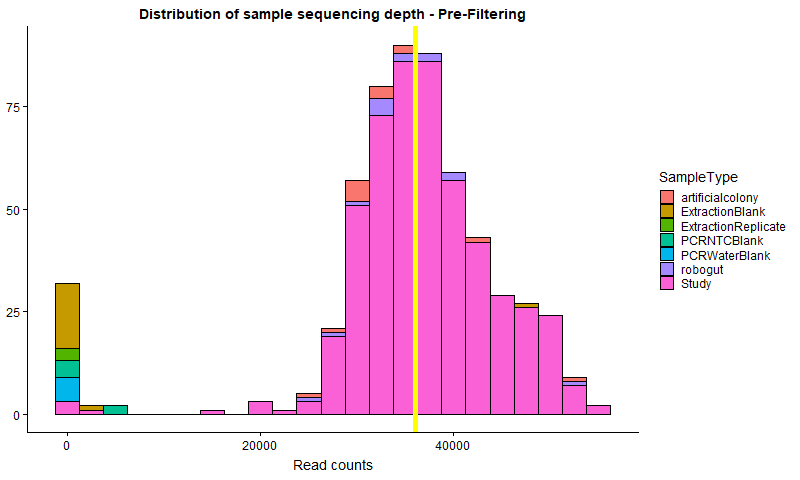 Distribution of sample sequencing depth - Pre-Filtering
75
50
25
0
0
20000
40000
Read counts
SampleType
artificialcolony
ExtractionBlank
ExtractionReplicate
PCRNTCBlank
PCRWaterBlank
robogut
Study